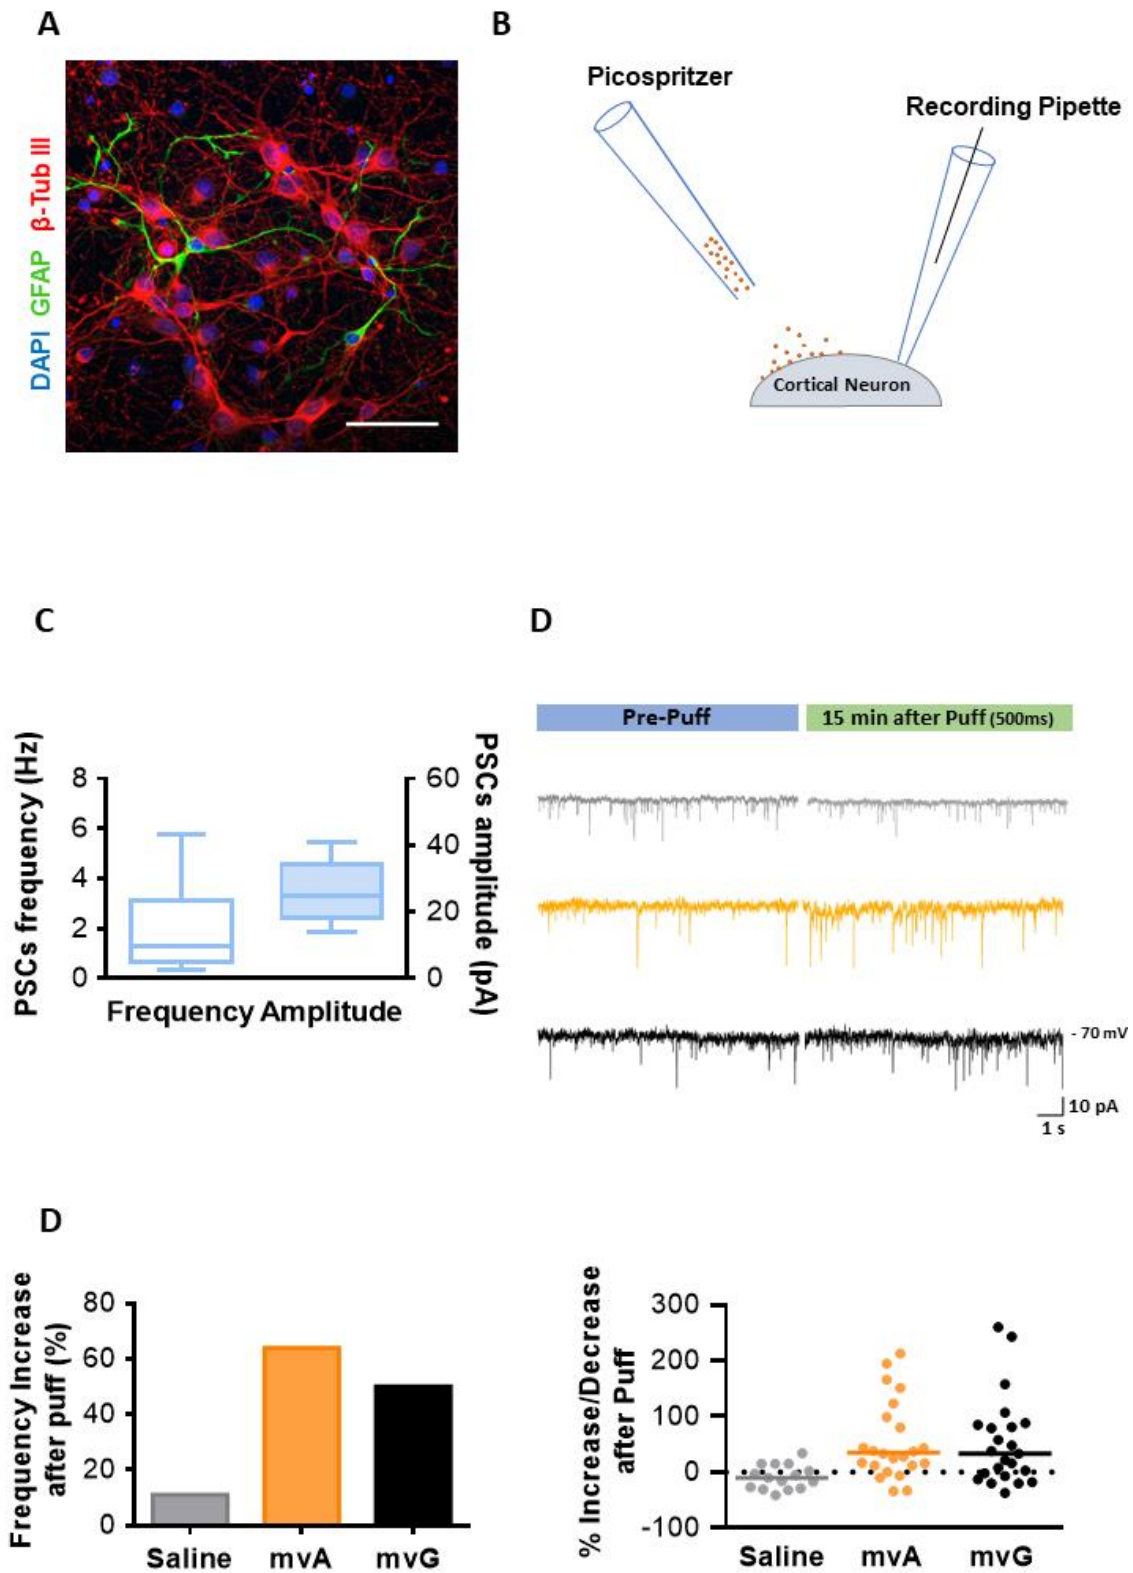 A
DAPI GFAP β-Tub III
B
Picospritzer
Recording Pipette
Cortical Neuron
C
PSCs frequency (Hz)
8
6
4
2
0
PSCs amplitude (pA)
60
40
20
0
Frequency Amplitude
D
Pre-Puff
15 min after Puff (500ms)
- 70 mV
10 pA
1 s
D
Frequency Increase
after puff (%)
80
60
40
20
0
Saline mvA mvG
% Increase/Decrease
after Puff
300
200
100
0
-100
Saline mvA mvG